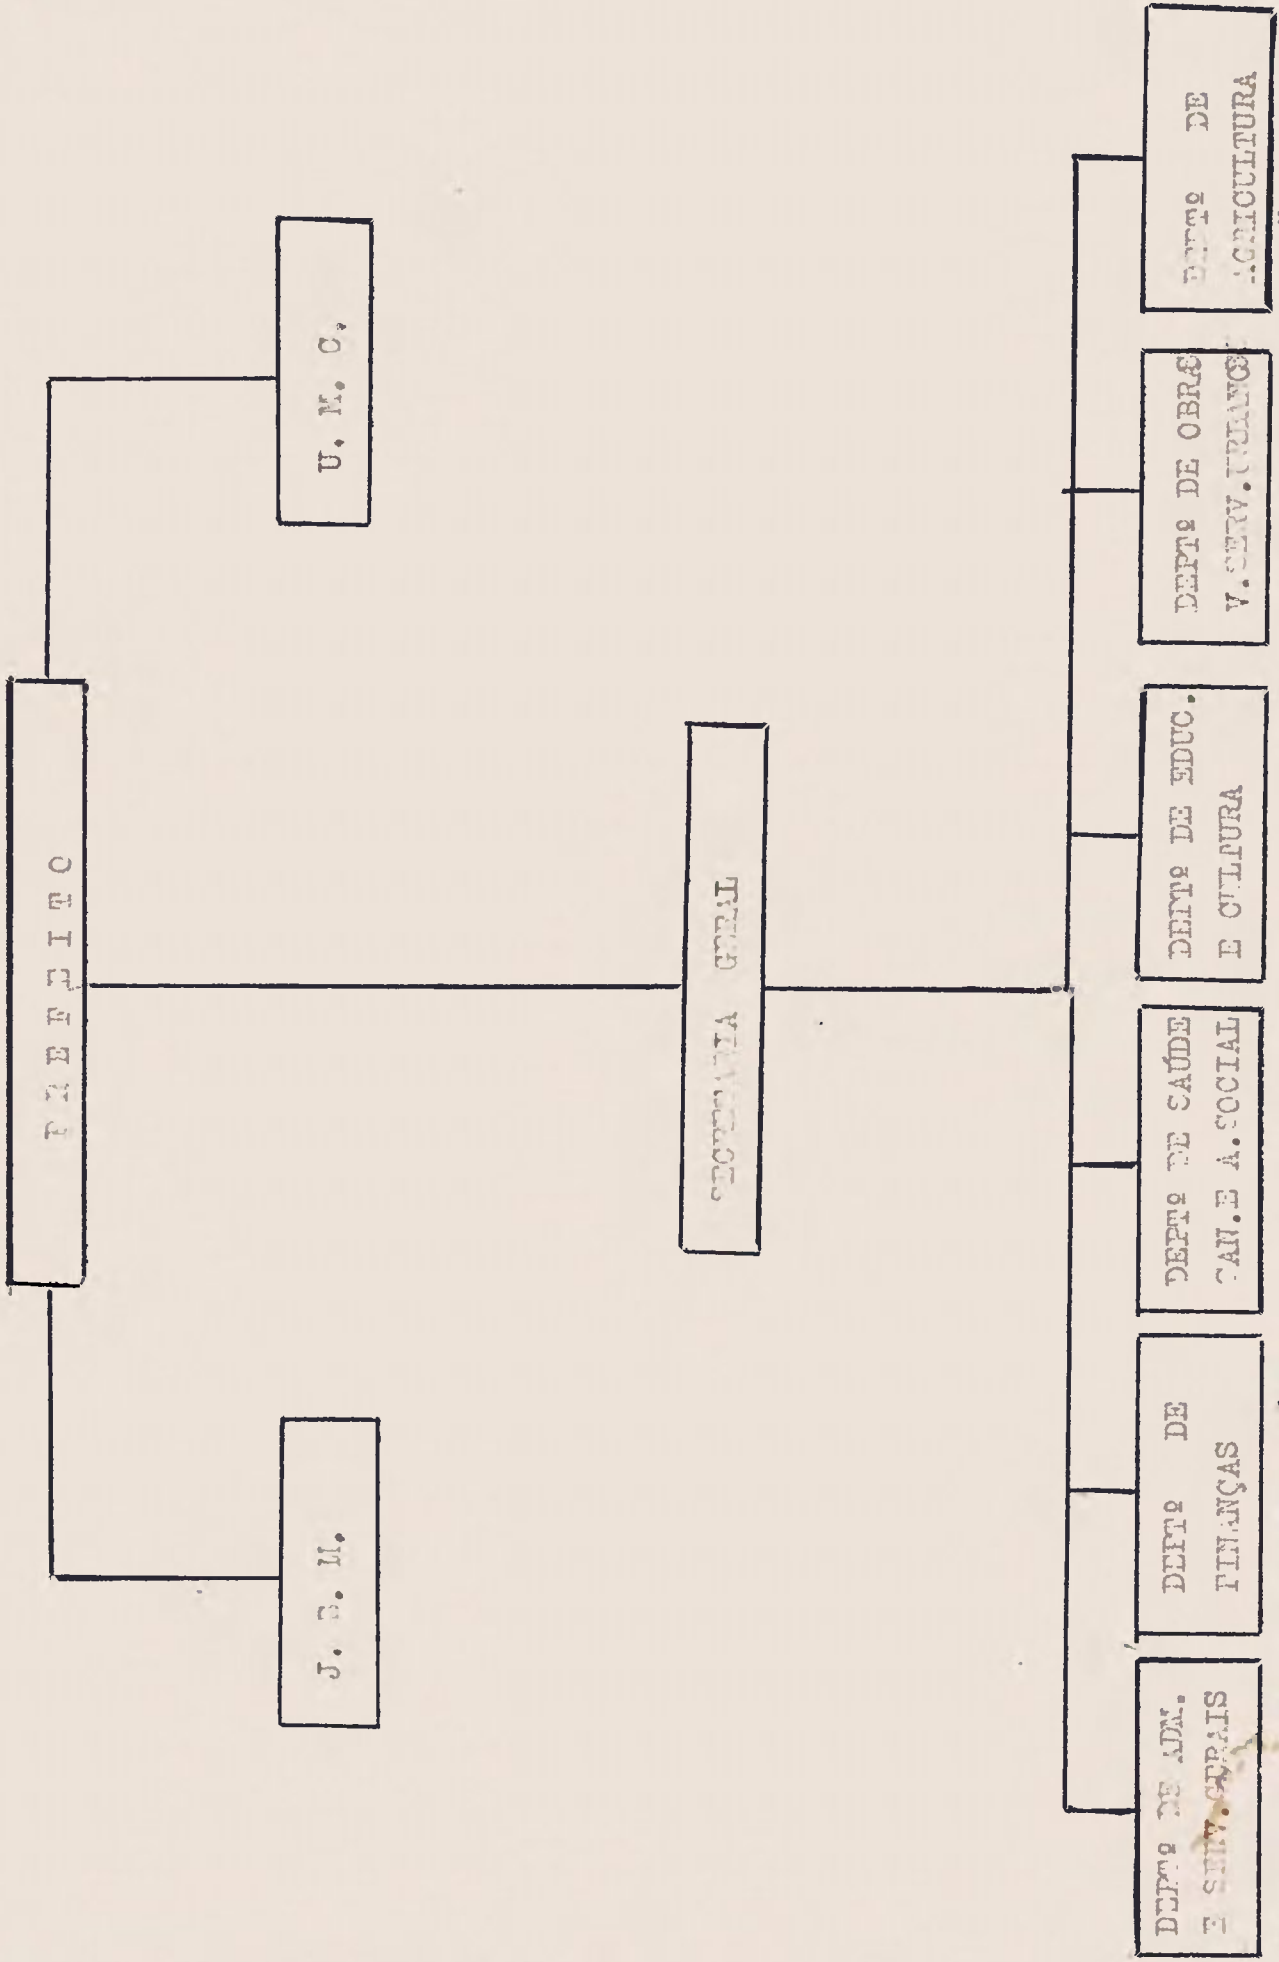 PREFEITO
J. S. M.
U. M. C.
SECRETARIA GERAL
DEPTº DE ADM.
E SERV.GERAIS
DEPTº DE
FINANÇAS
DEPTº DE SAÚDE
SAN.E A.SOCIAL
DEPTº DE EDUC.
E CULTURA
DEPTº DE OBRAS
V.SERV.URBANOS
DEPTº DE
AGRICULTURA